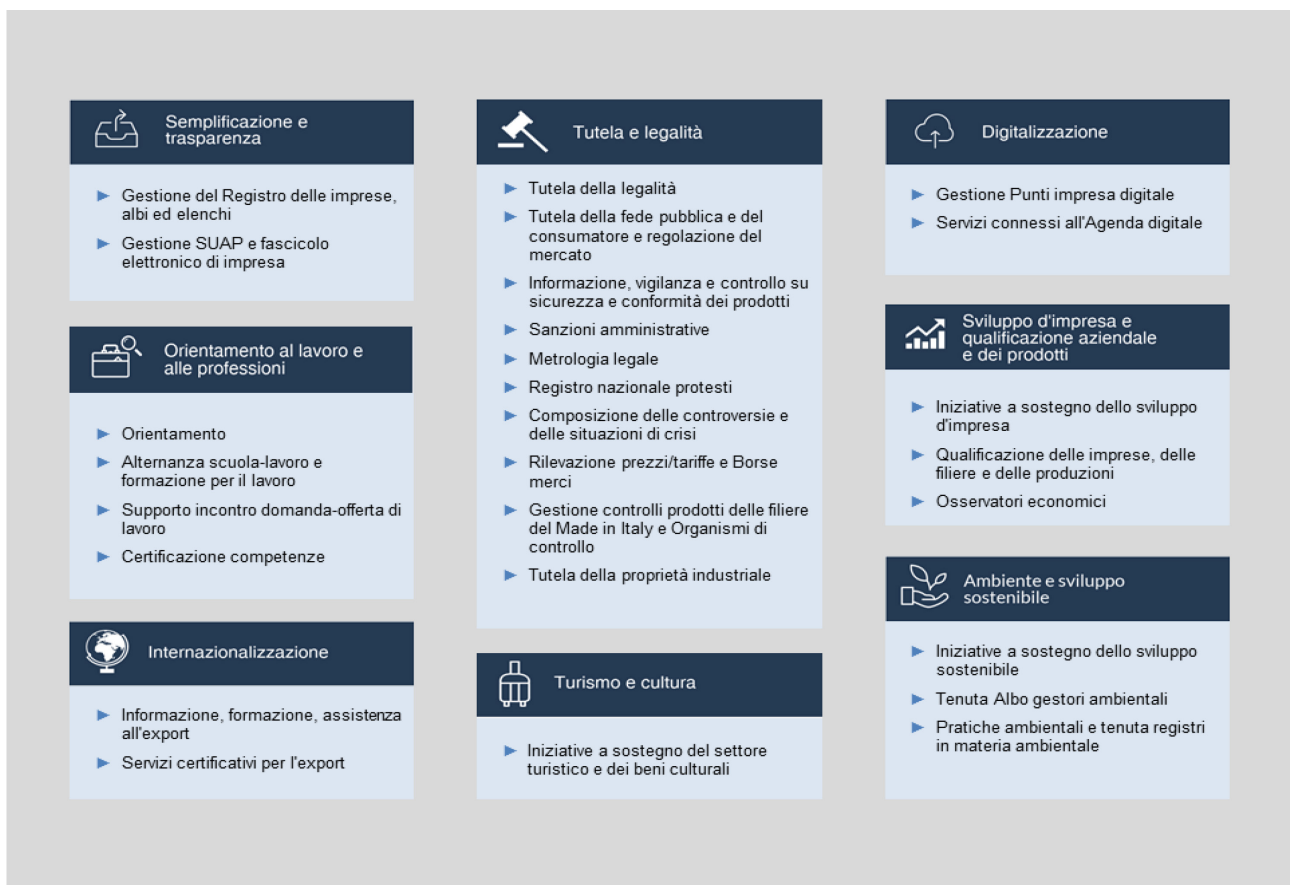 Semplificazione e
trasparenza
Gestione del Registro delle imprese,
albi ed elenchi
Gestione SUAP e fascicolo
elettronico di impresa
Orientamento al lavoro e
alle professioni
Orientamento
Alternanza scuola-lavoro e
formazione per il lavoro
Supporto incontro domanda-offerta di
lavoro
Certificazione competenze
Internazionalizzazione
Informazione, formazione, assistenza
all'export
Servizi certificativi per l'export
Tutela e legalità
Tutela della legalità
Tutela della fede pubblica e del
consumatore e regolazione del
mercato
Informazione, vigilanza e controllo su
sicurezza e conformità dei prodotti
Sanzioni amministrative
Metrologia legale
Registro nazionale protesti
Composizione delle controversie e
delle situazioni di crisi
Rilevazione prezzi/tariffe e Borse
merci
Gestione controlli prodotti delle filiere
del Made in Italy e Organismi di
controllo
Tutela della proprietà industriale
Turismo e cultura
Iniziative a sostegno del settore
turistico e dei beni culturali
Digitalizzazione
Gestione Punti impresa digitale
Servizi connessi all'Agenda digitale
Sviluppo d'impresa e
qualificazione aziendale
e dei prodotti
Iniziative a sostegno dello sviluppo
d'impresa
Qualificazione delle imprese, delle
filiere e delle produzioni
Osservatori economici
Ambiente e sviluppo
sostenibile
Iniziative a sostegno dello sviluppo
sostenibile
Tenuta Albo gestori ambientali
Pratiche ambientali e tenuta registri
in materia ambientale